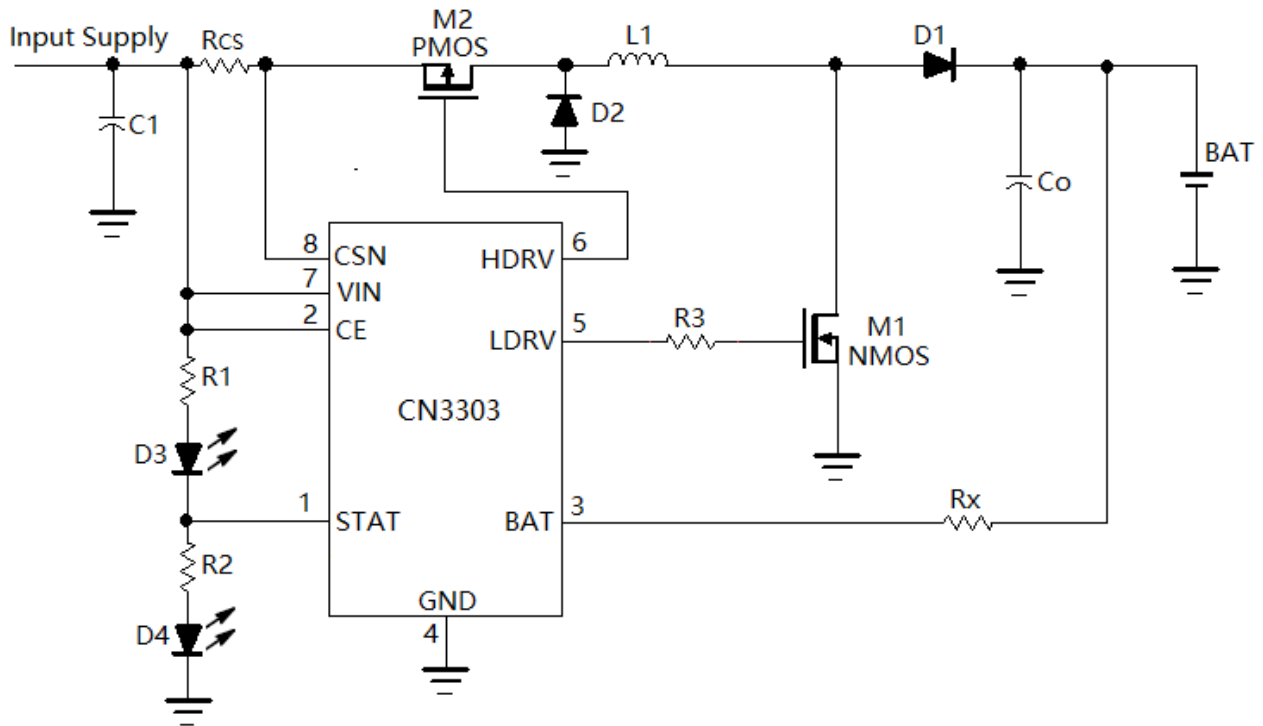 M2
PMOS
L1
D1
Input Supply
RCS
C1
D2
BAT
Co
8
CSN
HDRV
6
7
VIN
2
CE
LDRV
5
R3
M1
NMOS
R1
CN3303
D3
1
STAT
BAT
3
Rx
R2
GND
4
D4